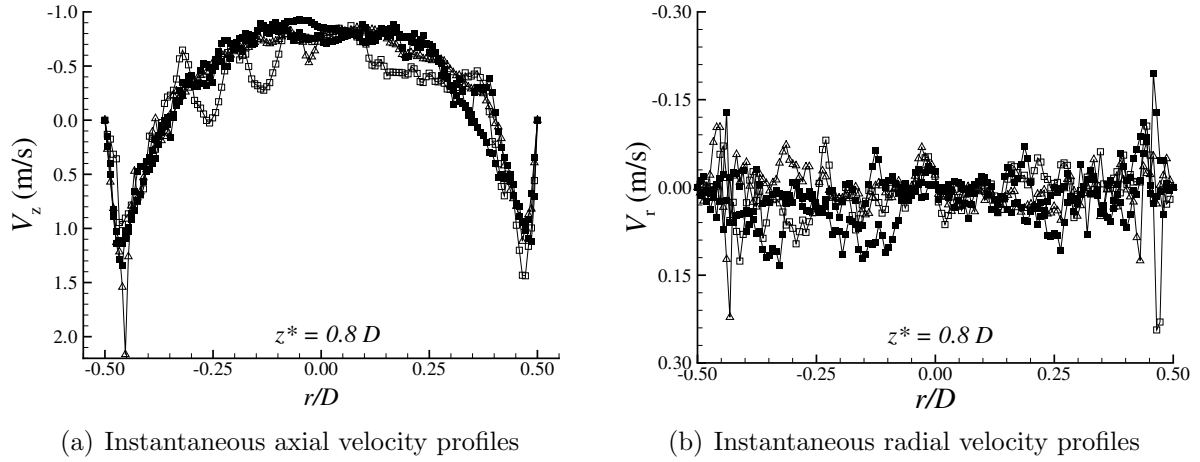 -1.0
-0.5
0.0
0.5
1.0
1.5
2.0
Vz (m/s)
z* = 0.8 D
-0.50
-0.25
0.00
0.25
0.50
r/D
(a) Instantaneous axial velocity profiles
-0.30
-0.15
0.00
0.15
0.30
Vr (m/s)
z* = 0.8 D
-0.50
-0.25
0.00
0.25
0.50
r/D
(b) Instantaneous radial velocity profiles